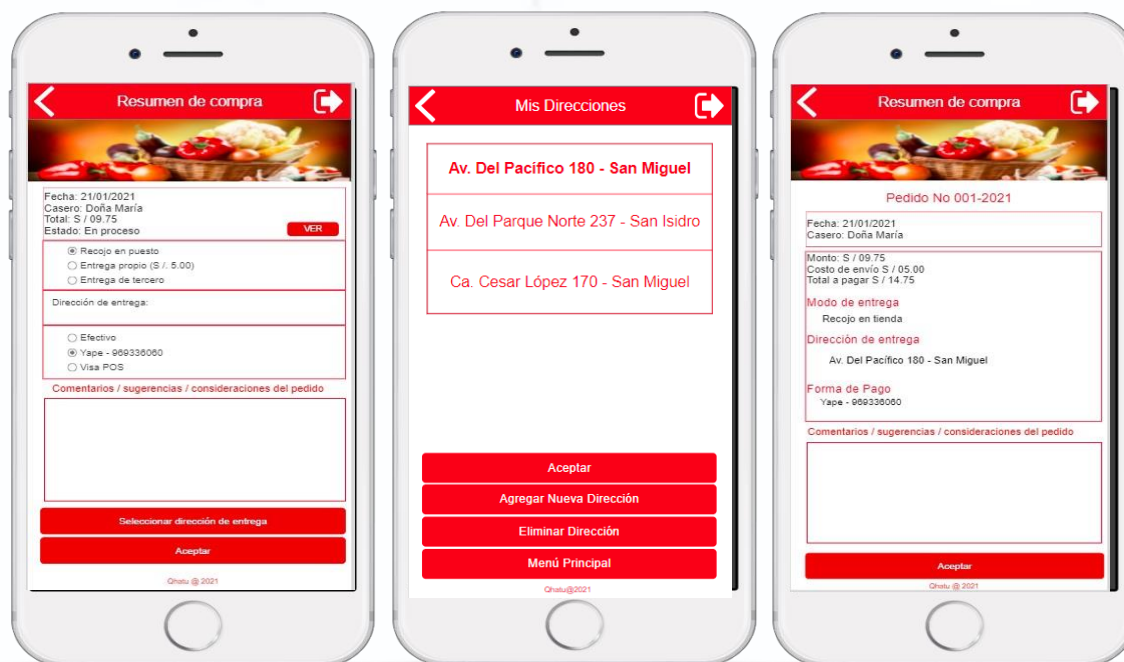 Resumen de compra
Fecha: 21/01/2021
Casero: Doña María
Total: S / 09.75
Estado: En proceso
VER
Recojo en puesto
Entrega propio (S /. 5.00)
Entrega de tercero
Dirección de entrega:
Efectivo
Yape - 969336060
Visa POS
Comentarios / sugerencias / consideraciones del pedido
Seleccionar dirección de entrega
Aceptar
Qhatu @ 2021
Mis Direcciones
Av. Del Pacífico 180 - San Miguel
Av. Del Parque Norte 237 - San Isidro
Ca. Cesar López 170 - San Miguel
Aceptar
Agregar Nueva Dirección
Eliminar Dirección
Menú Principal
Qhatu@2021
Resumen de compra
Pedido No 001-2021
Fecha: 21/01/2021
Casero: Doña María
Monto: S / 09.75
Costo de envío S / 05.00
Total a pagar S / 14.75
Modo de entrega
Recojo en tienda
Dirección de entrega
Av. Del Pacífico 180 - San Miguel
Forma de Pago
Yape - 969336060
Comentarios / sugerencias / consideraciones del pedido
Aceptar
Qhatu @ 2021